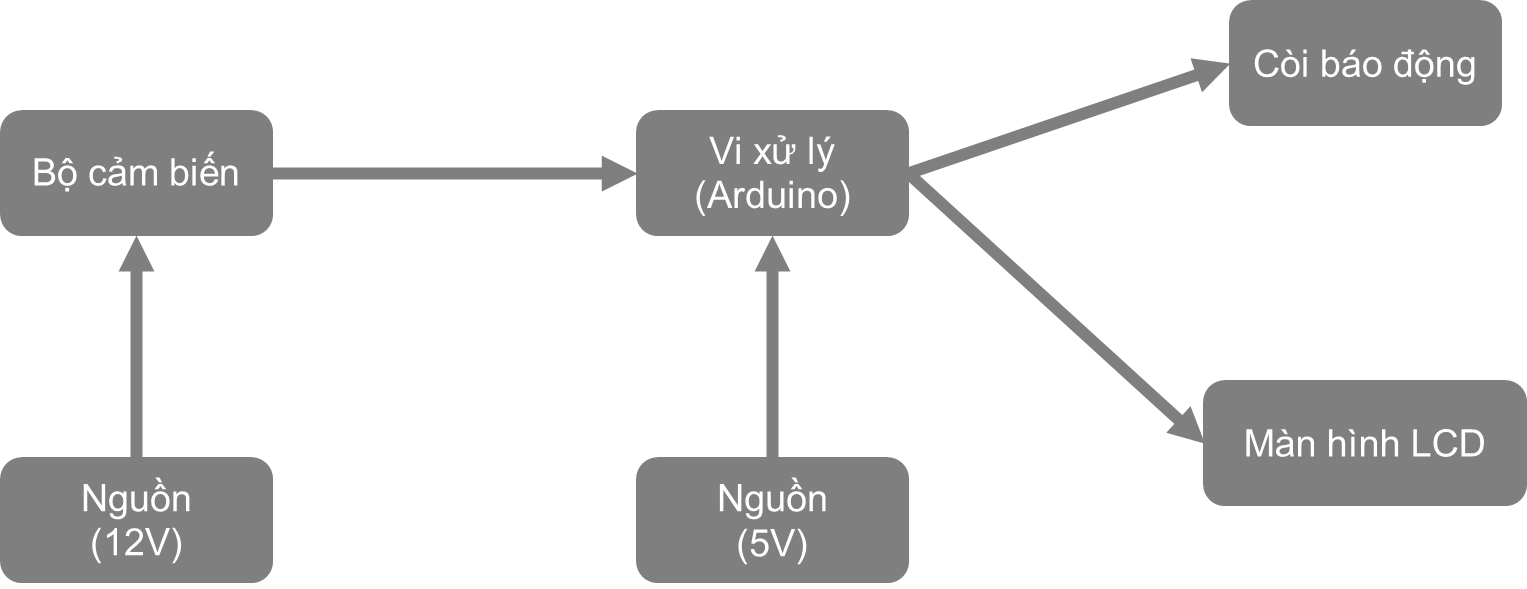 Còi báo động
Bộ cảm biến
Vi xử lý
(Arduino)
Màn hình LCD
Nguồn
(12V)
Nguồn
(5V)